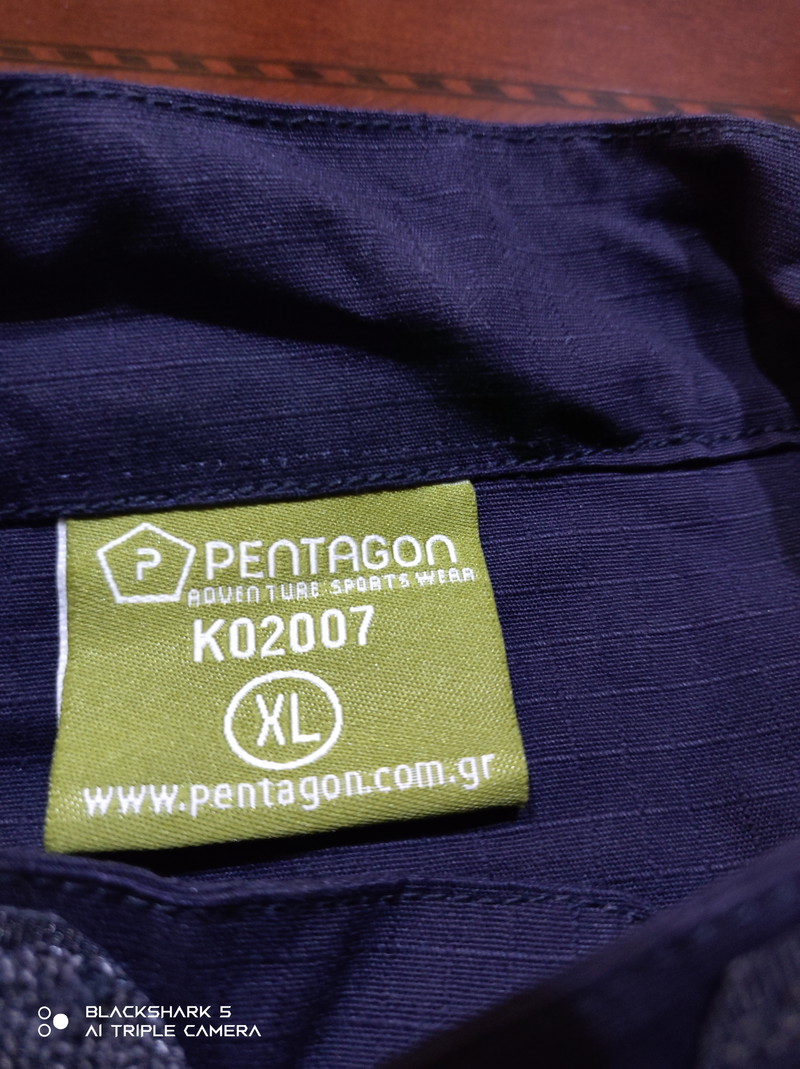 P PENTAGON
ADVENTURE SPORTS WEAR
K02007
XL
www.pentagon.com.gr
BLACKSHARK 5
AI TRIPLE CAMERA